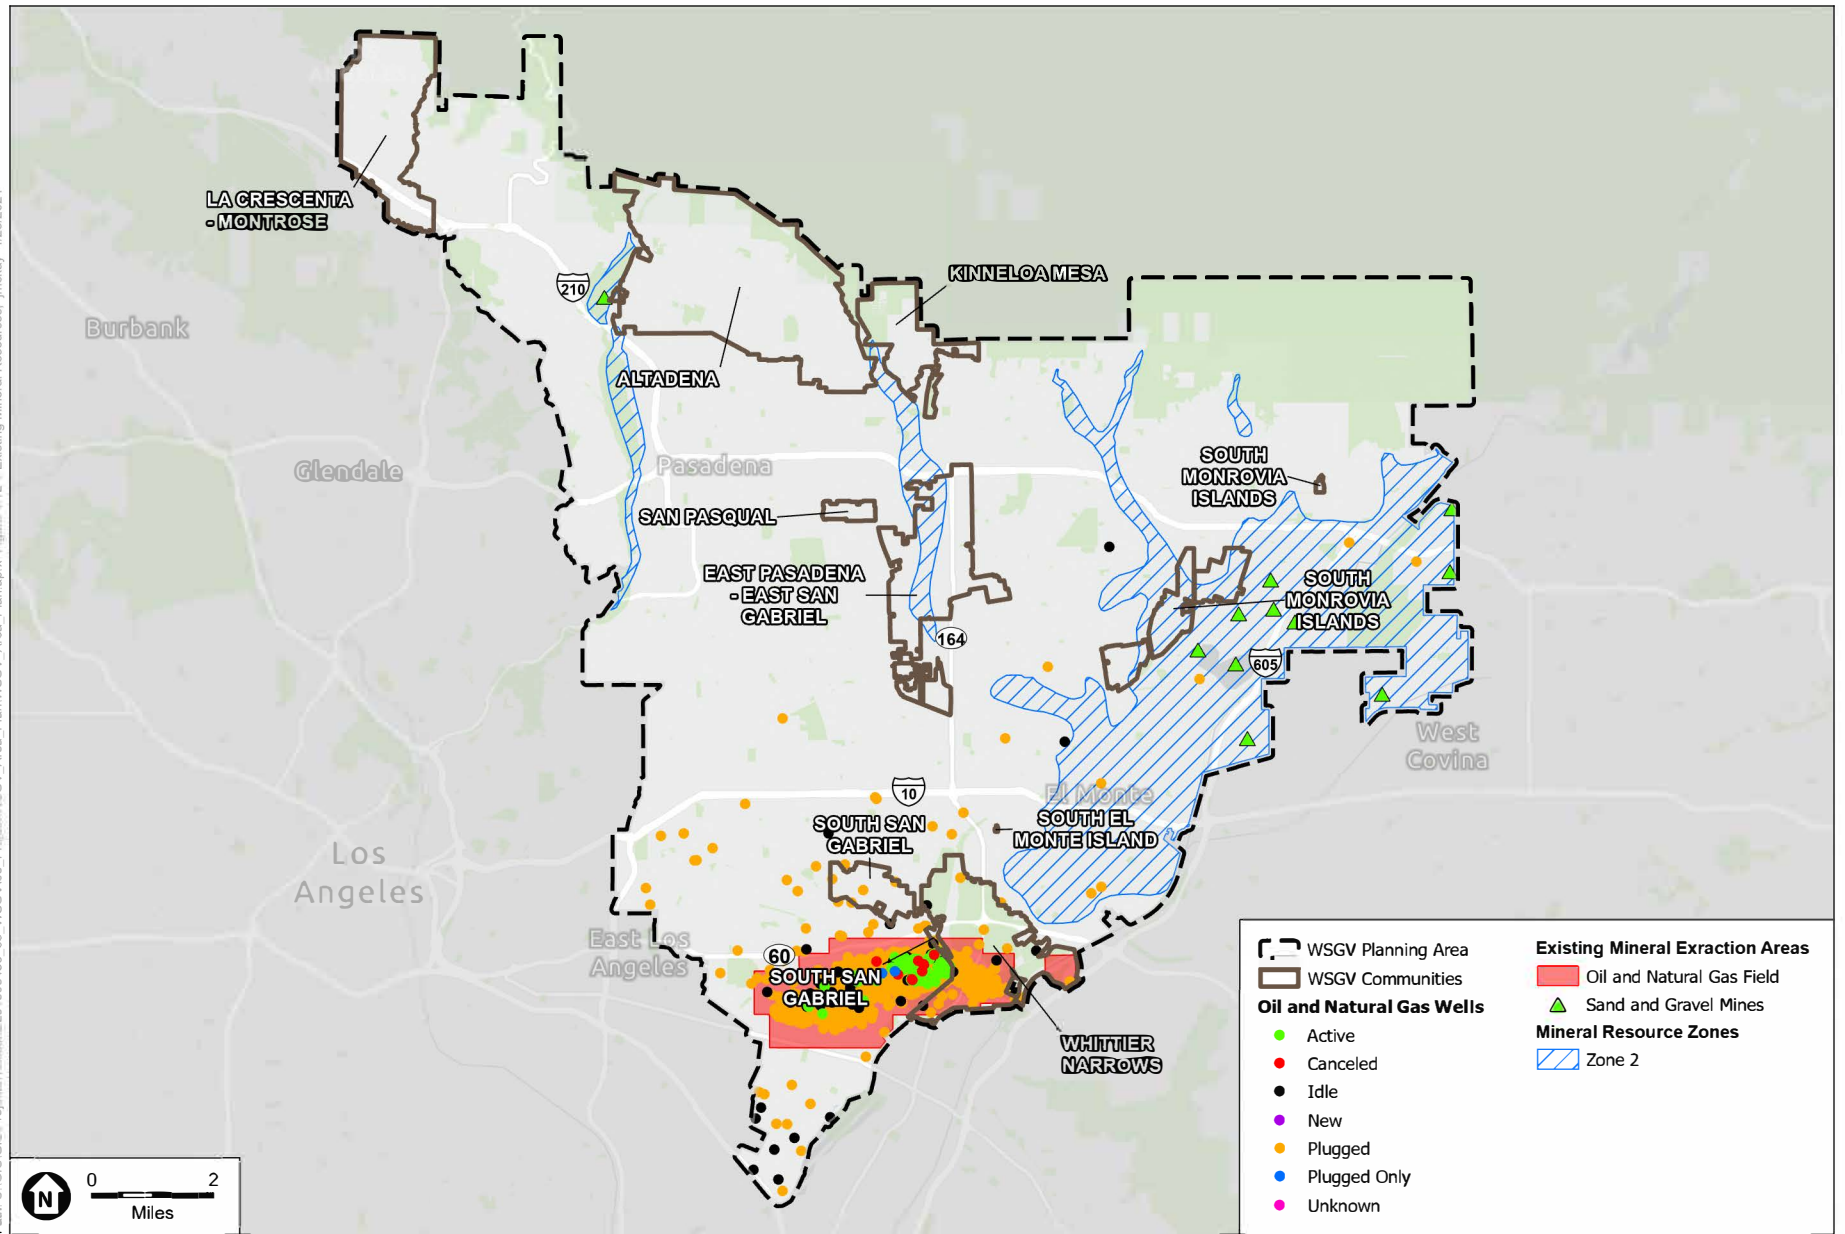 LA CRESCENTA
- MONTROSE
210
KINNELOA MESA
Burbank
ALTADENA
Glendale
Pasadena
SOUTH
MONROVIA
ISLANDS
SAN PASQUAL
EAST PASADENA
- EAST SAN
GABRIEL
SOUTH
MONROVIA
ISLANDS
164
605
West
Covina
10
El Monte
SOUTH SAN
GABRIEL
SOUTH EL
MONTE ISLAND
Los
Angeles
East Los
Angeles
60
SOUTH SAN
GABRIEL
WHITTIER
NARROWS
WSGV Planning Area
WSGV Communities
Oil and Natural Gas Wells
Active
Canceled
Idle
New
Plugged
Plugged Only
Unknown
Existing Mineral Exraction Areas
Oil and Natural Gas Field
Sand and Gravel Mines
Mineral Resource Zones
Zone 2
N
0 2
Miles